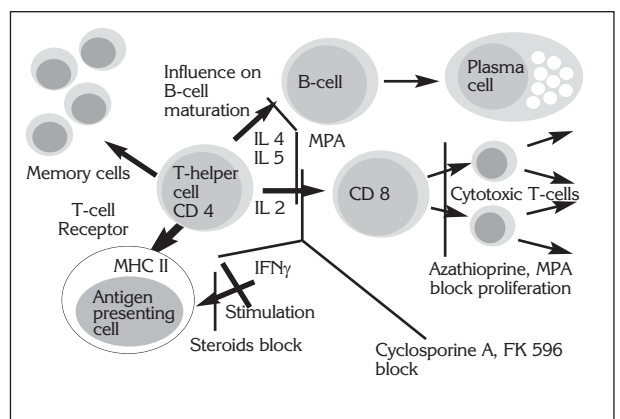 Influence on
B-cell
maturation
B-cell
Plasma
cell
IL 4
IL 5
MPA
Memory cells
T-helper
cell
CD 4
IL 2
CD 8
Cytotoxic T-cells
T-cell
Receptor
MHC II
IFNγ
Azathioprine, MPA
block proliferation
Antigen
presenting
cell
Stimulation
Steroids block
Cyclosporine A, FK 596
block